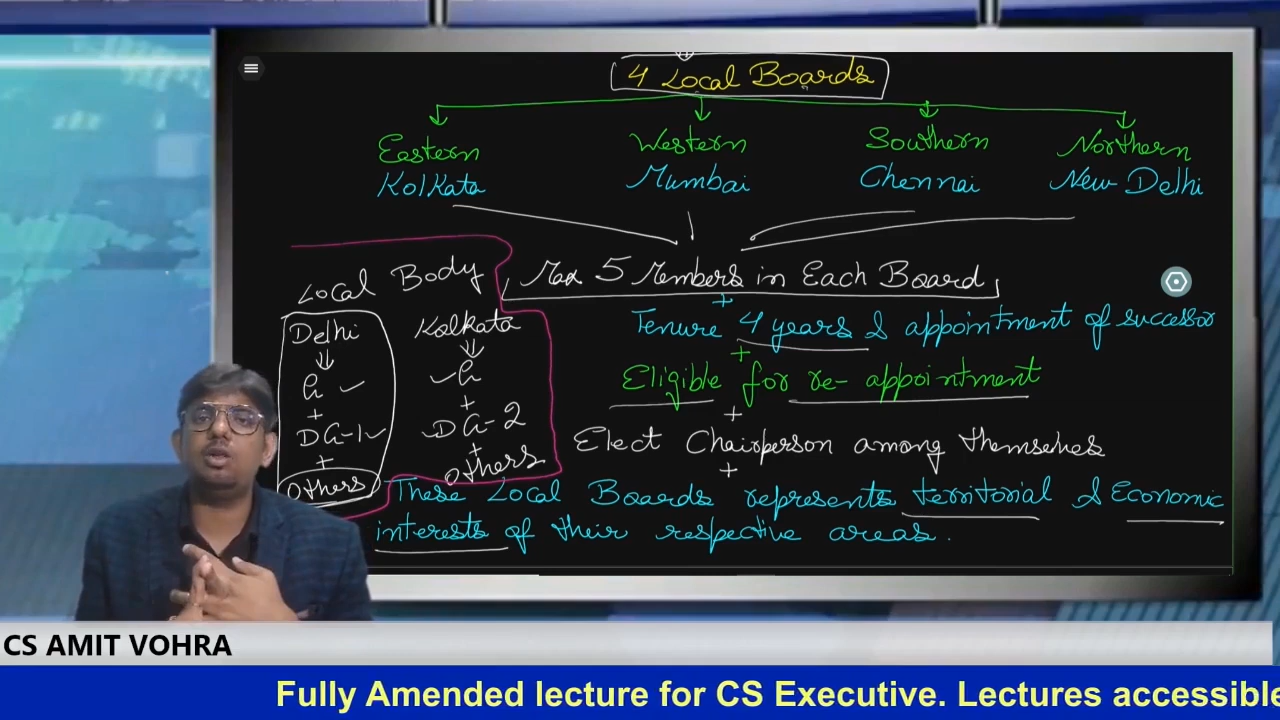 4 Local Boards
Eastern
Kolkata
Western
Mumbai
Southern
Chennai
Northern
New Delhi
Max 5 Members in Each Board
+
Tenure 4 years & appointment of successor
+
Eligible for re-appointment
+
Elect Chairperson among themselves
+
These Local Boards represents territorial & Economic
interests of their respective areas.
Local Body
Delhi
G
+
DG-1
+
Others
Kolkata
G
+
DG-2
+
Others
CS AMIT VOHRA
Fully Amended lecture for CS Executive. Lectures accessible